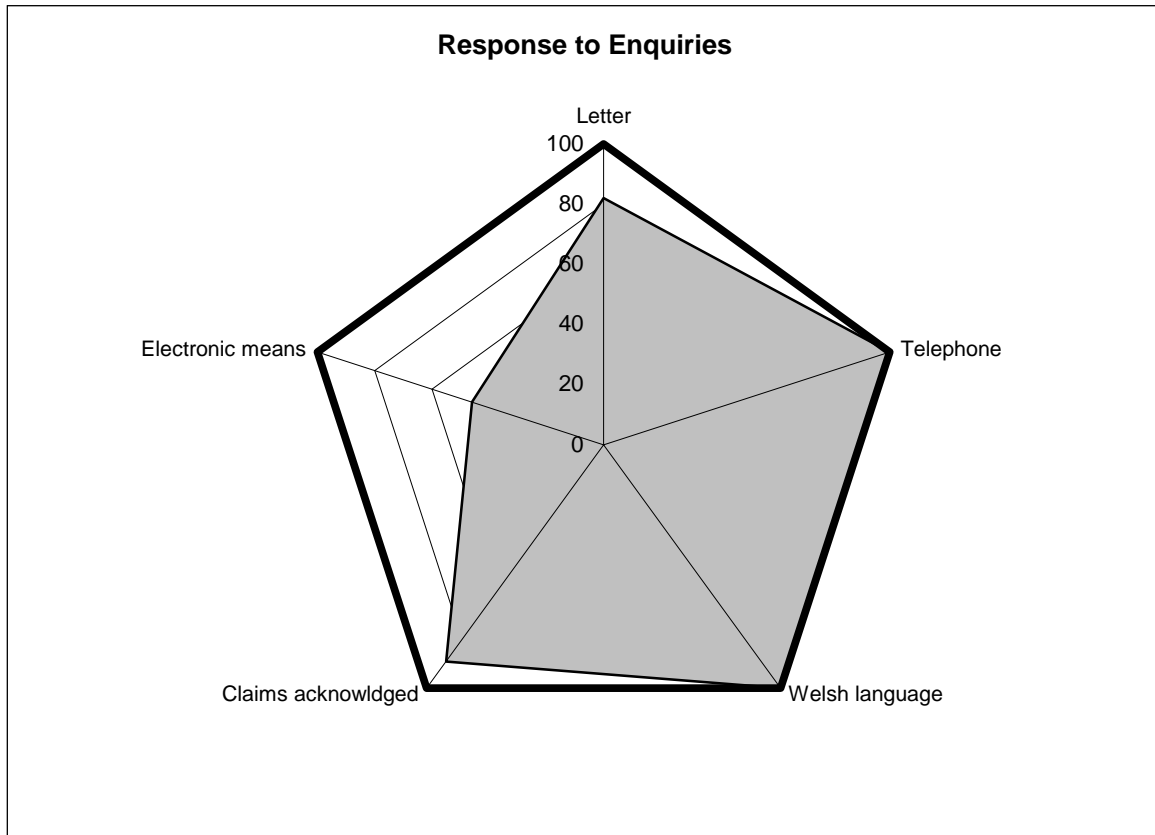 Response to Enquiries
Letter
100
80
60
40
20
0
Electronic means
Telephone
Claims acknowldged
Welsh language